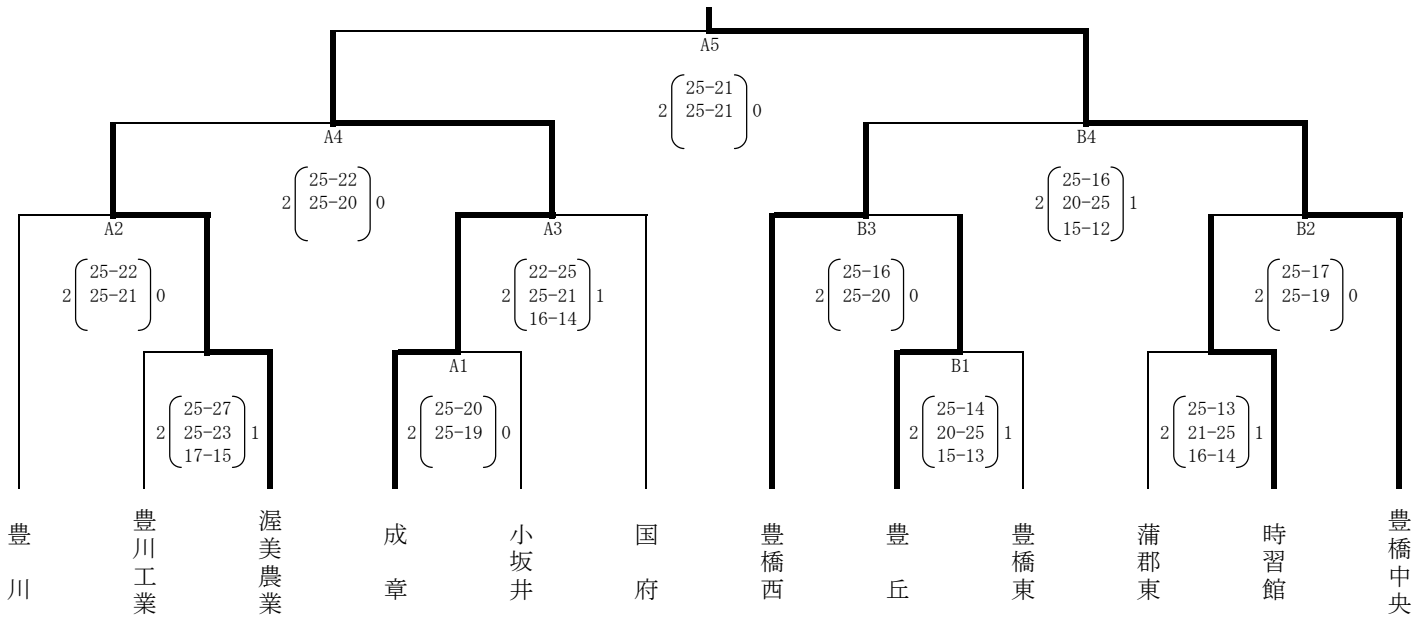 A5
25-21
2 25-21 0
A4
B4
25-22
2 25-20 0
25-16
2 20-25 1
15-12
A2
A3
B3
B2
25-22
2 25-21 0
22-25
2 25-21 1
16-14
25-16
2 25-20 0
25-17
2 25-19 0
A1
B1
25-27
2 25-23 1
17-15
25-20
2 25-19 0
25-14
2 20-25 1
15-13
25-13
2 21-25 1
16-14
豊川
豊川工業
渥美農業
成章
小坂井
国府
豊橋西
豊丘
豊橋東
蒲郡東
時習館
豊橋中央